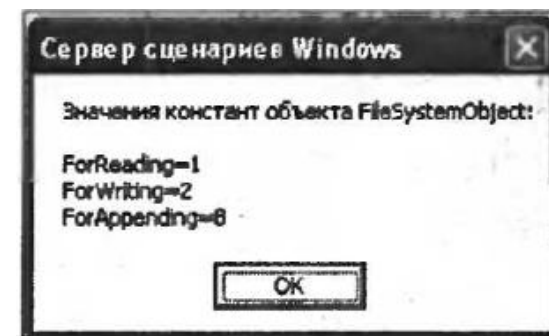 Сервер сценариев Windows
Значения констант объекта FileSystemObject:
ForReading=1
ForWriting=2
ForAppending=8
OK